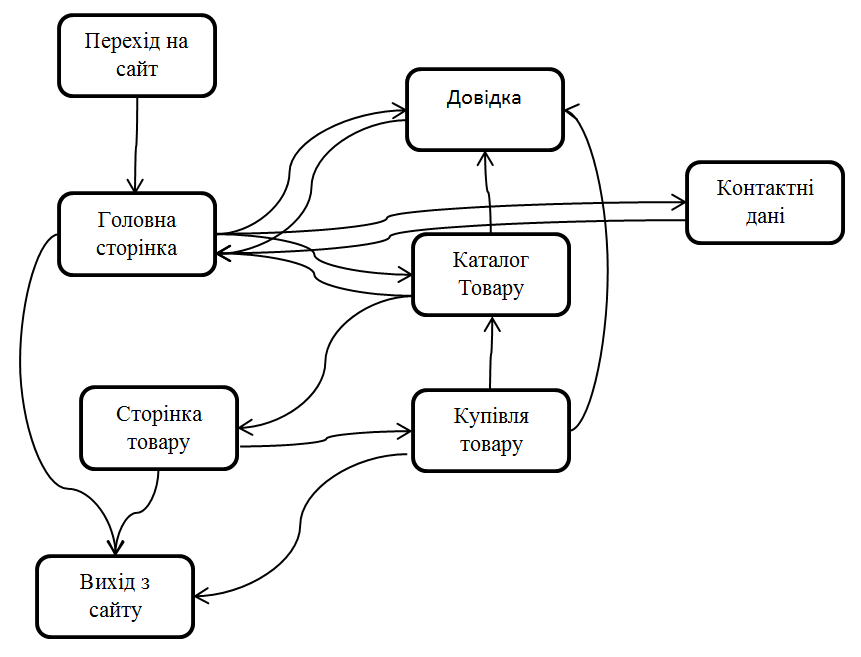 Перехід на
сайт
Довідка
Контактні
дані
Головна
сторінка
Каталог
Товару
Сторінка
товару
Купівля
товару
Вихід з
сайту